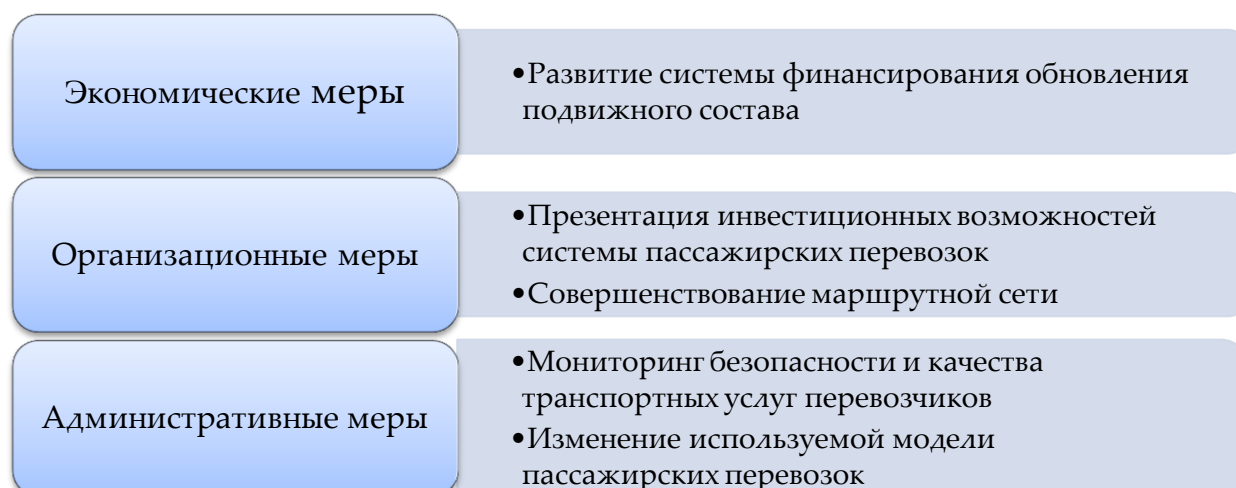 Экономические меры
•Развитие системы финансирования обновления
подвижного состава
Организационные меры
•Презентация инвестиционных возможностей
системы пассажирских перевозок
•Совершенствование маршрутной сети
Административные меры
•Мониторинг безопасности и качества
транспортных услуг перевозчиков
•Изменение используемой модели
пассажирских перевозок